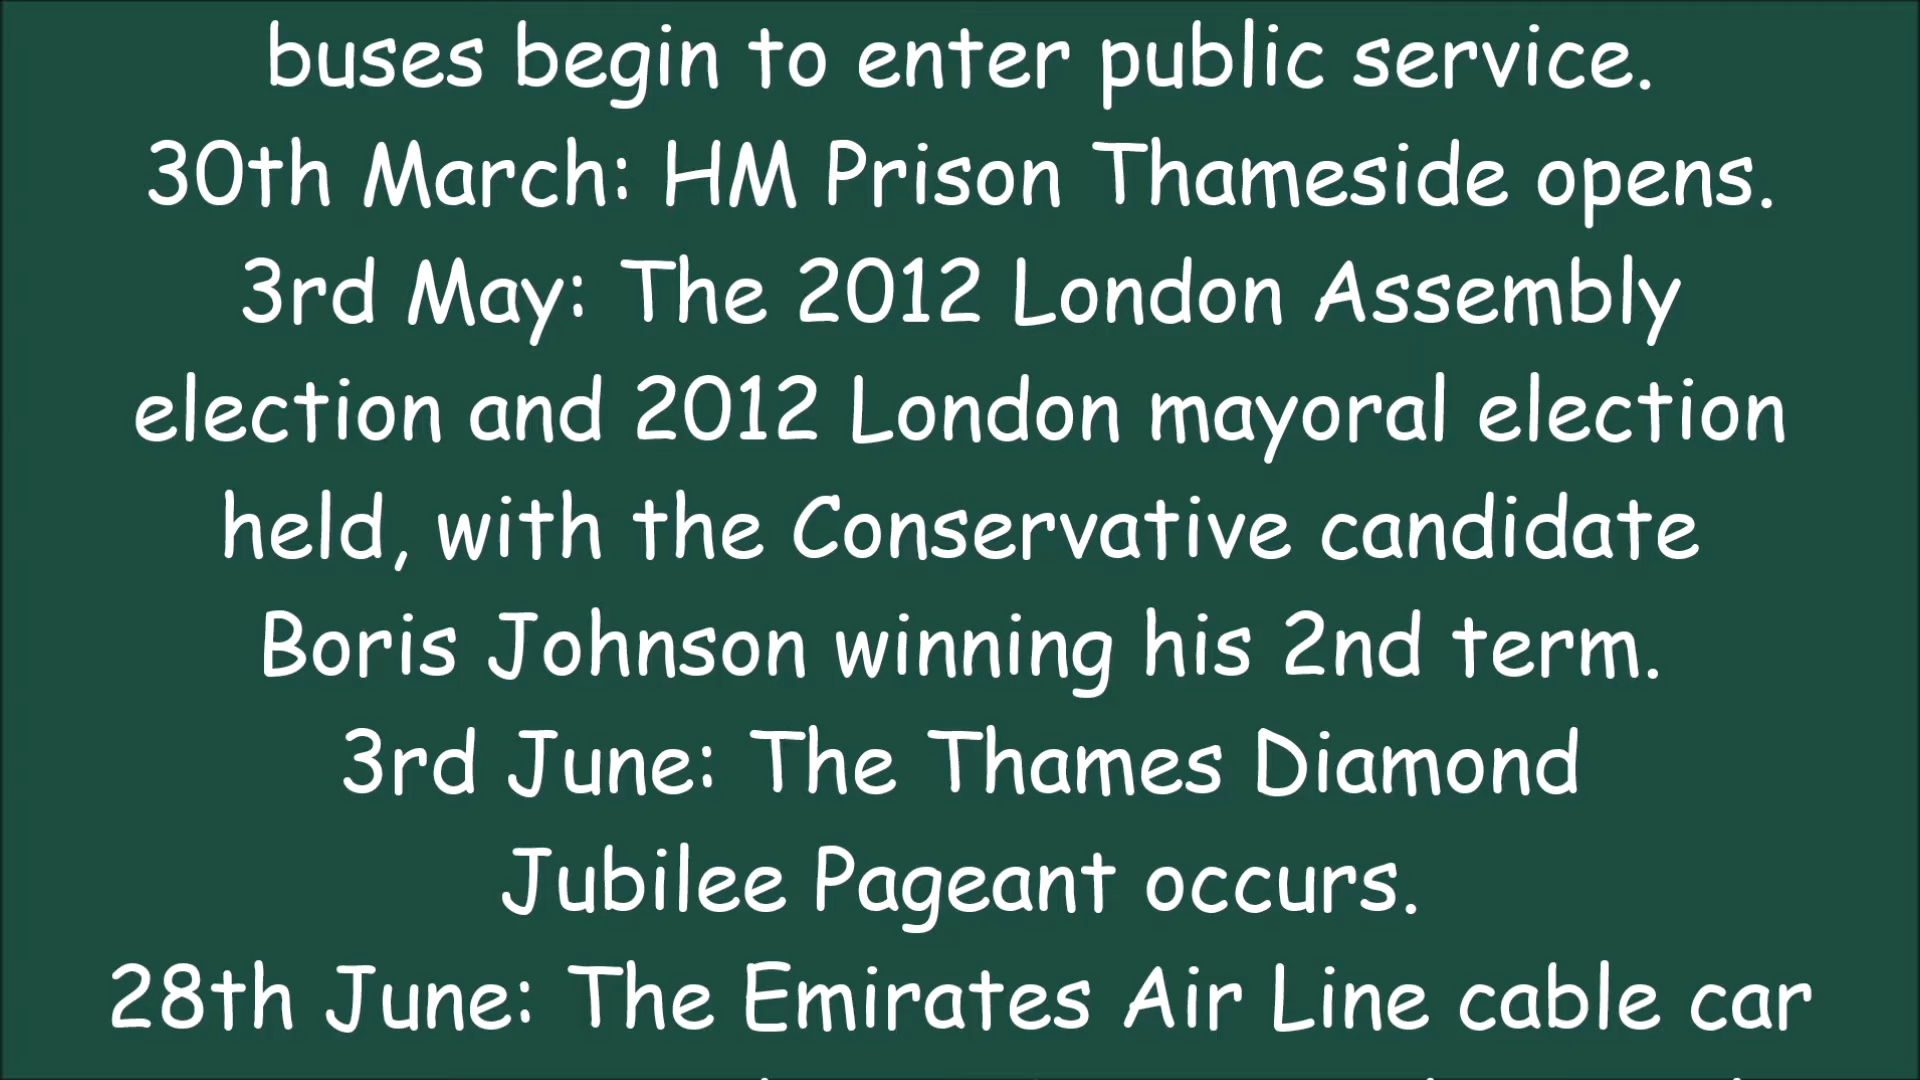 buses begin to enter public service.
30th March: HM Prison Thameside opens.
3rd May: The 2012 London Assembly
election and 2012 London mayoral election
held, with the Conservative candidate
Boris Johnson winning his 2nd term.
3rd June: The Thames Diamond
Jubilee Pageant occurs.
28th June: The Emirates Air Line cable car